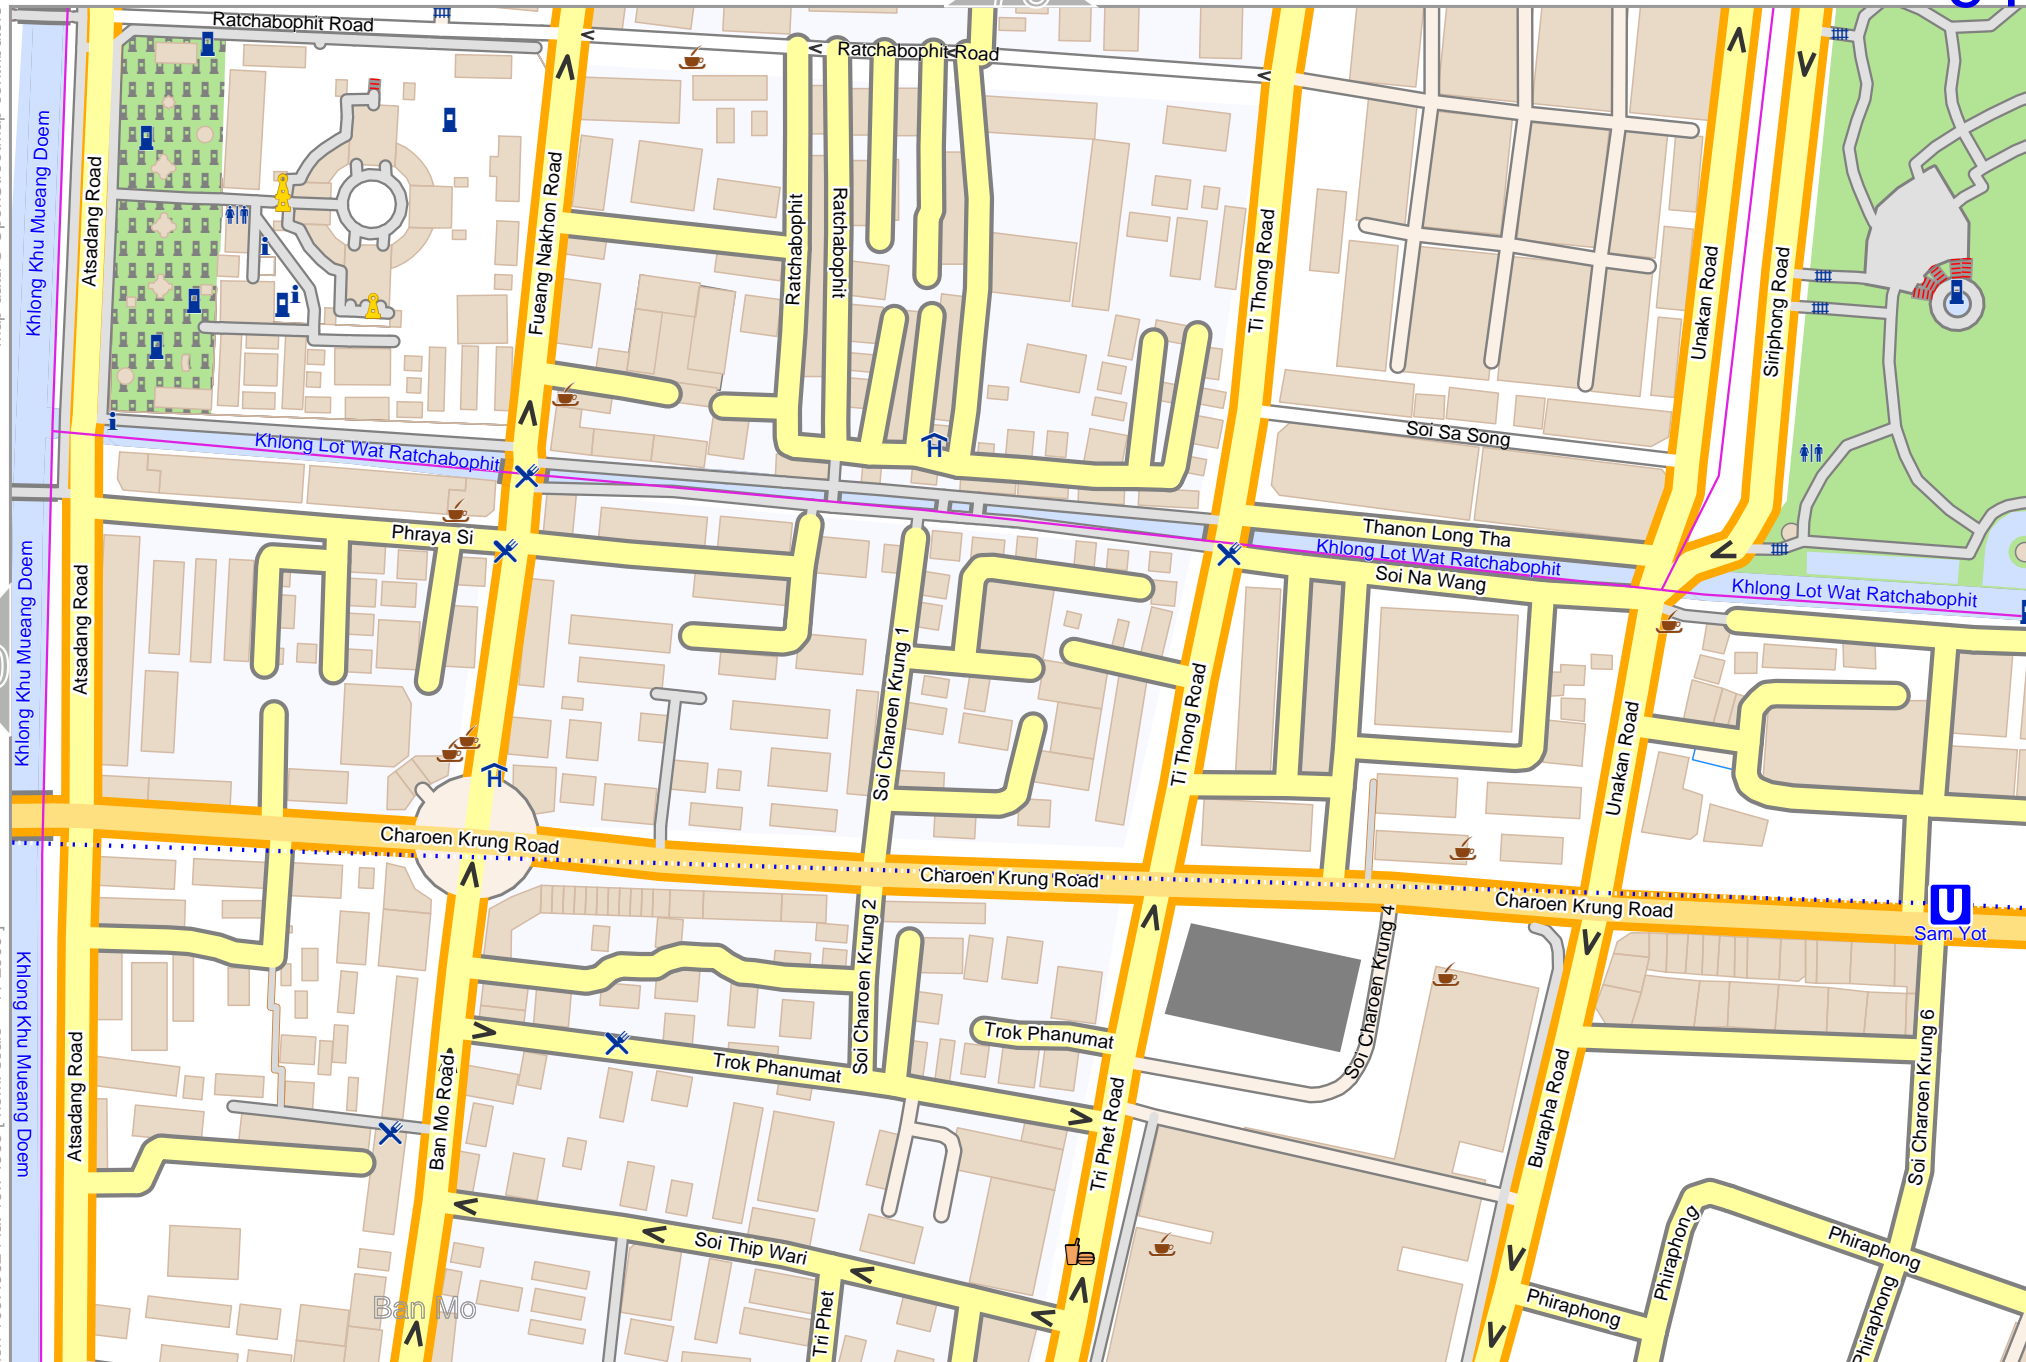 Ratchabophit Road
Ratchabophit Road
Khlong Khu Mueang Doem
Atsadang Road
Fueang Nakhon Road
Ratchabophit
Ratchabophit
Ti Thong Road
Unakan Road
Siriphong Road
Khlong Lot Wat Ratchabophit
Soi Sa Song
Phraya Si
Thanon Long Tha
Khlong Lot Wat Ratchabophit
Soi Na Wang
Khlong Lot Wat Ratchabophit
Khlong Khu Mueang Doem
Atsadang Road
Soi Charoen Krung 1
Ti Thong Road
Unakan Road
H
H
Charoen Krung Road
Charoen Krung Road
Charoen Krung Road
U
Sam Yot
Soi Charoen Krung 2
Soi Charoen Krung 4
Khlong Khu Mueang Doem
Atsadang Road
Ban Mo Road
Trok Phanumat
Trok Phanumat
Tri Phet Road
Burapha Road
Soi Charoen Krung 6
Soi Thip Wari
Tri Phet
Ban Mo
Phiraphong
Phiraphong
Phiraphong
Phiraphong